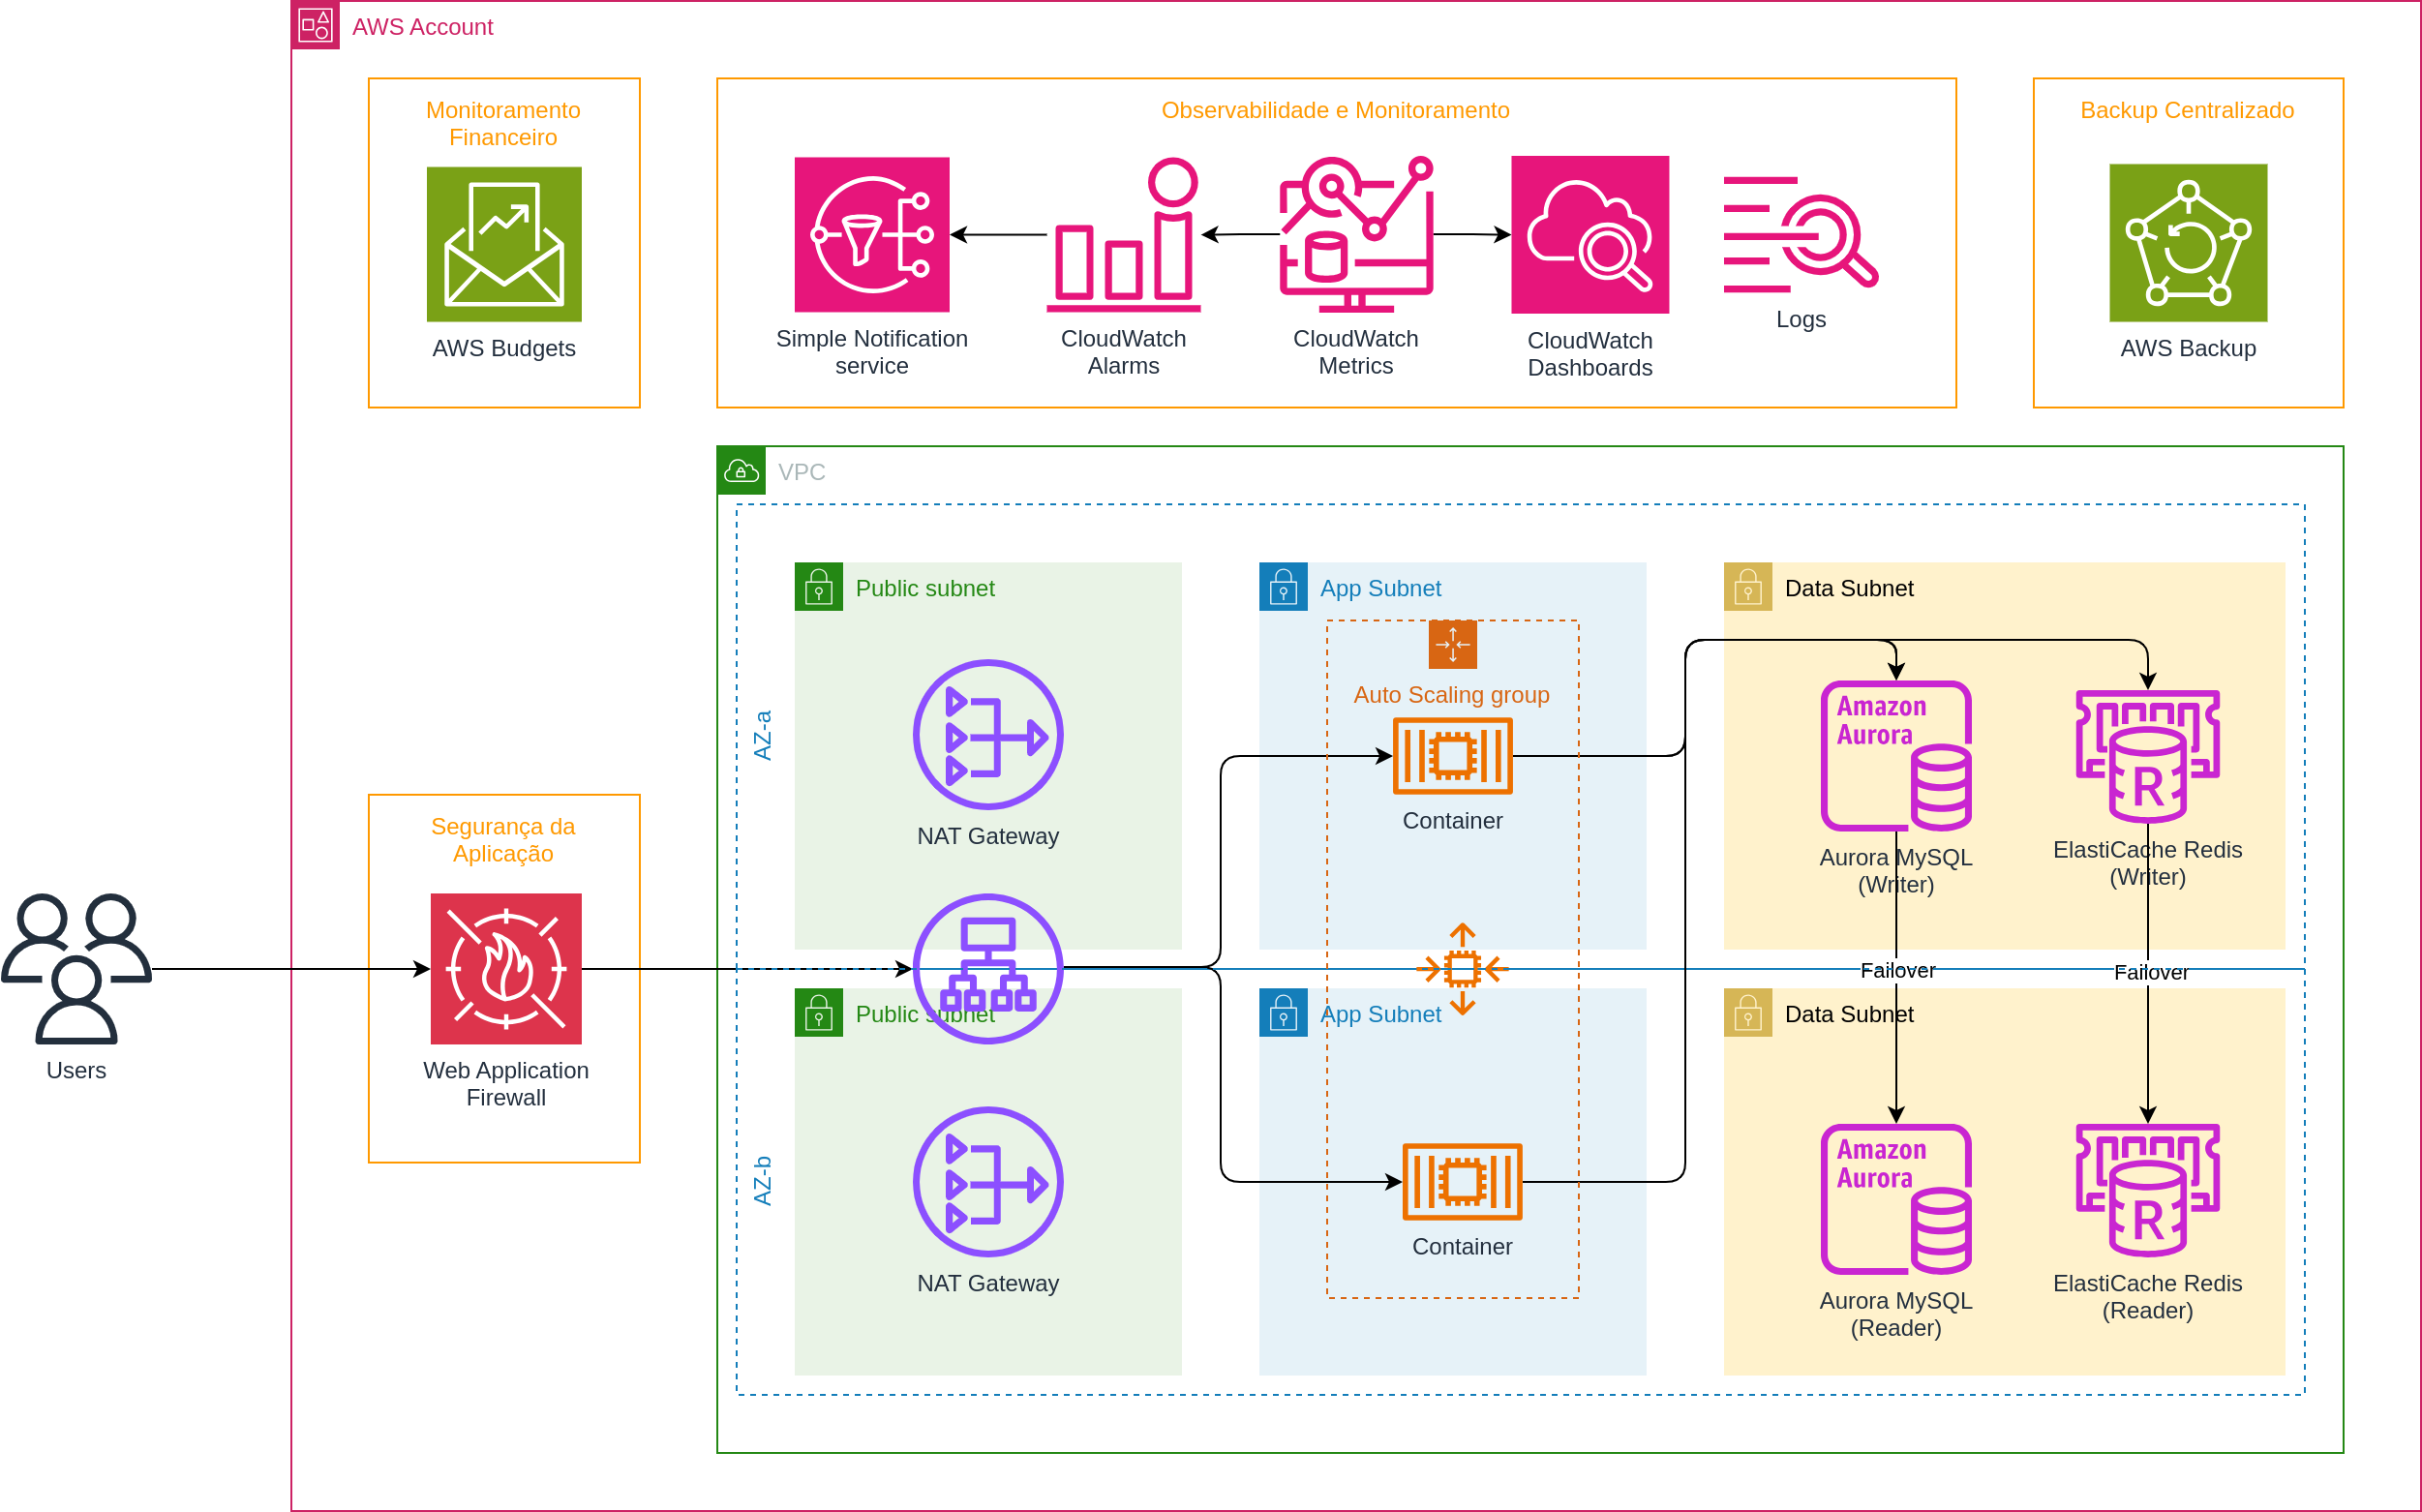 AWS Account
Monitoramento
Financeiro
AWS Budgets
Observabilidade e Monitoramento
Simple Notification
service
CloudWatch
Alarms
CloudWatch
Metrics
CloudWatch
Dashboards
Logs
Backup Centralizado
AWS Backup
VPC
AZ-a
Public subnet
NAT Gateway
App Subnet
Auto Scaling group
Container
Data Subnet
Amazon
Aurora
Aurora MySQL
(Writer)
R
ElastiCache Redis
(Writer)
Segurança da
Aplicação
Web Application
Firewall
Users
Failover
Failover
AZ-b
Public subnet
NAT Gateway
App Subnet
Container
Data Subnet
Amazon
Aurora
Aurora MySQL
(Reader)
R
ElastiCache Redis
(Reader)